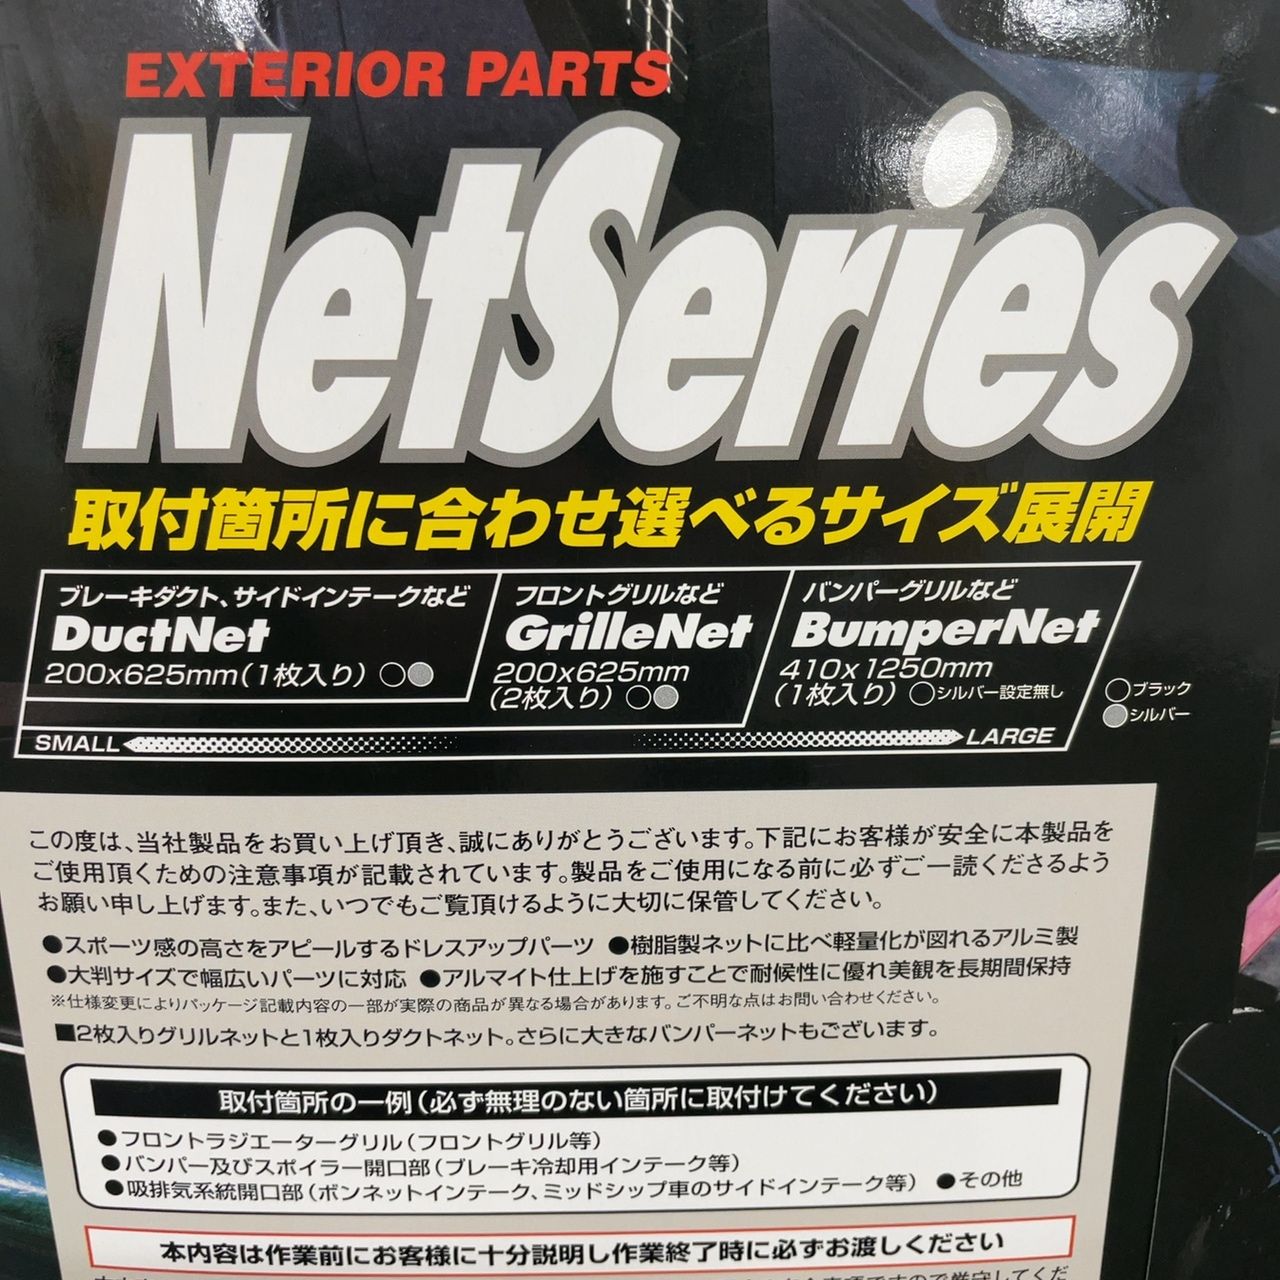 EXTERIOR PARTS
NetSeries
取付箇所に合わせ選べるサイズ展開
ブレーキダクト、サイドインテークなど
DuctNet
200x625mm(1枚入り)
フロントグリルなど
GrilleNet
200x625mm
(2枚入り)
バンパーグリルなど
BumperNet
410x1250mm
(1枚入り) シルバー設定無し
ブラック
シルバー
SMALL
LARGE
この度は、当社製品をお買い上げ頂き、誠にありがとうございます。下記にお客様が安全に本製品を
ご使用頂くための注意事項が記載されています。製品をご使用になる前に必ずご一読くださるよう
お願い申し上げます。また、いつでもご覧頂けるように大切に保管してください。
●スポーツ感の高さをアピールするドレスアップパーツ ●樹脂製ネットに比べ軽量化が図れるアルミ製
●大判サイズで幅広いパーツに対応 ●アルマイト仕上げを施すことで耐候性に優れ美観を長期間保持
※仕様変更によりパッケージ記載内容の一部が実際の商品が異なる場合があります。ご不明な点はお問い合わせください。
■2枚入りグリルネットと1枚入りダクトネット。さらに大きなバンパーネットもございます。
取付箇所の一例(必ず無理のない箇所に取付けてください)
●フロントラジエーターグリル(フロントグリル等)
●バンパー及びスポイラー開口部(ブレーキ冷却用インテーク等)
●吸排気系統開口部(ボンネットインテーク、ミッドシップ車のサイドインテーク等) ●その他
本内容は作業前にお客様に十分説明し作業終了時に必ずお渡しください